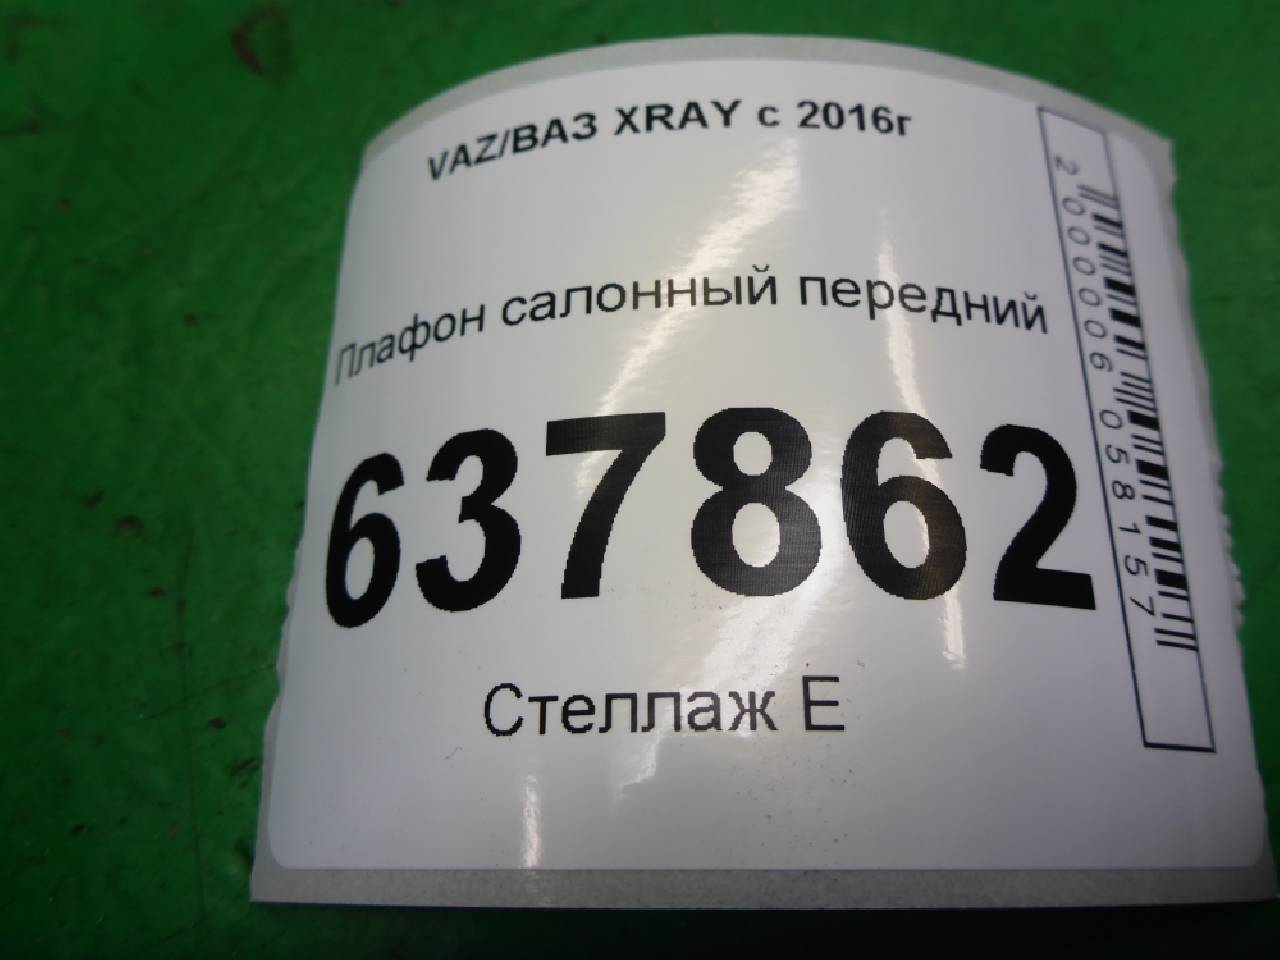 VAZ/ВАЗ XRAY с 2016г
Плафон салонный передний
637862
Стеллаж Е
2000006058157